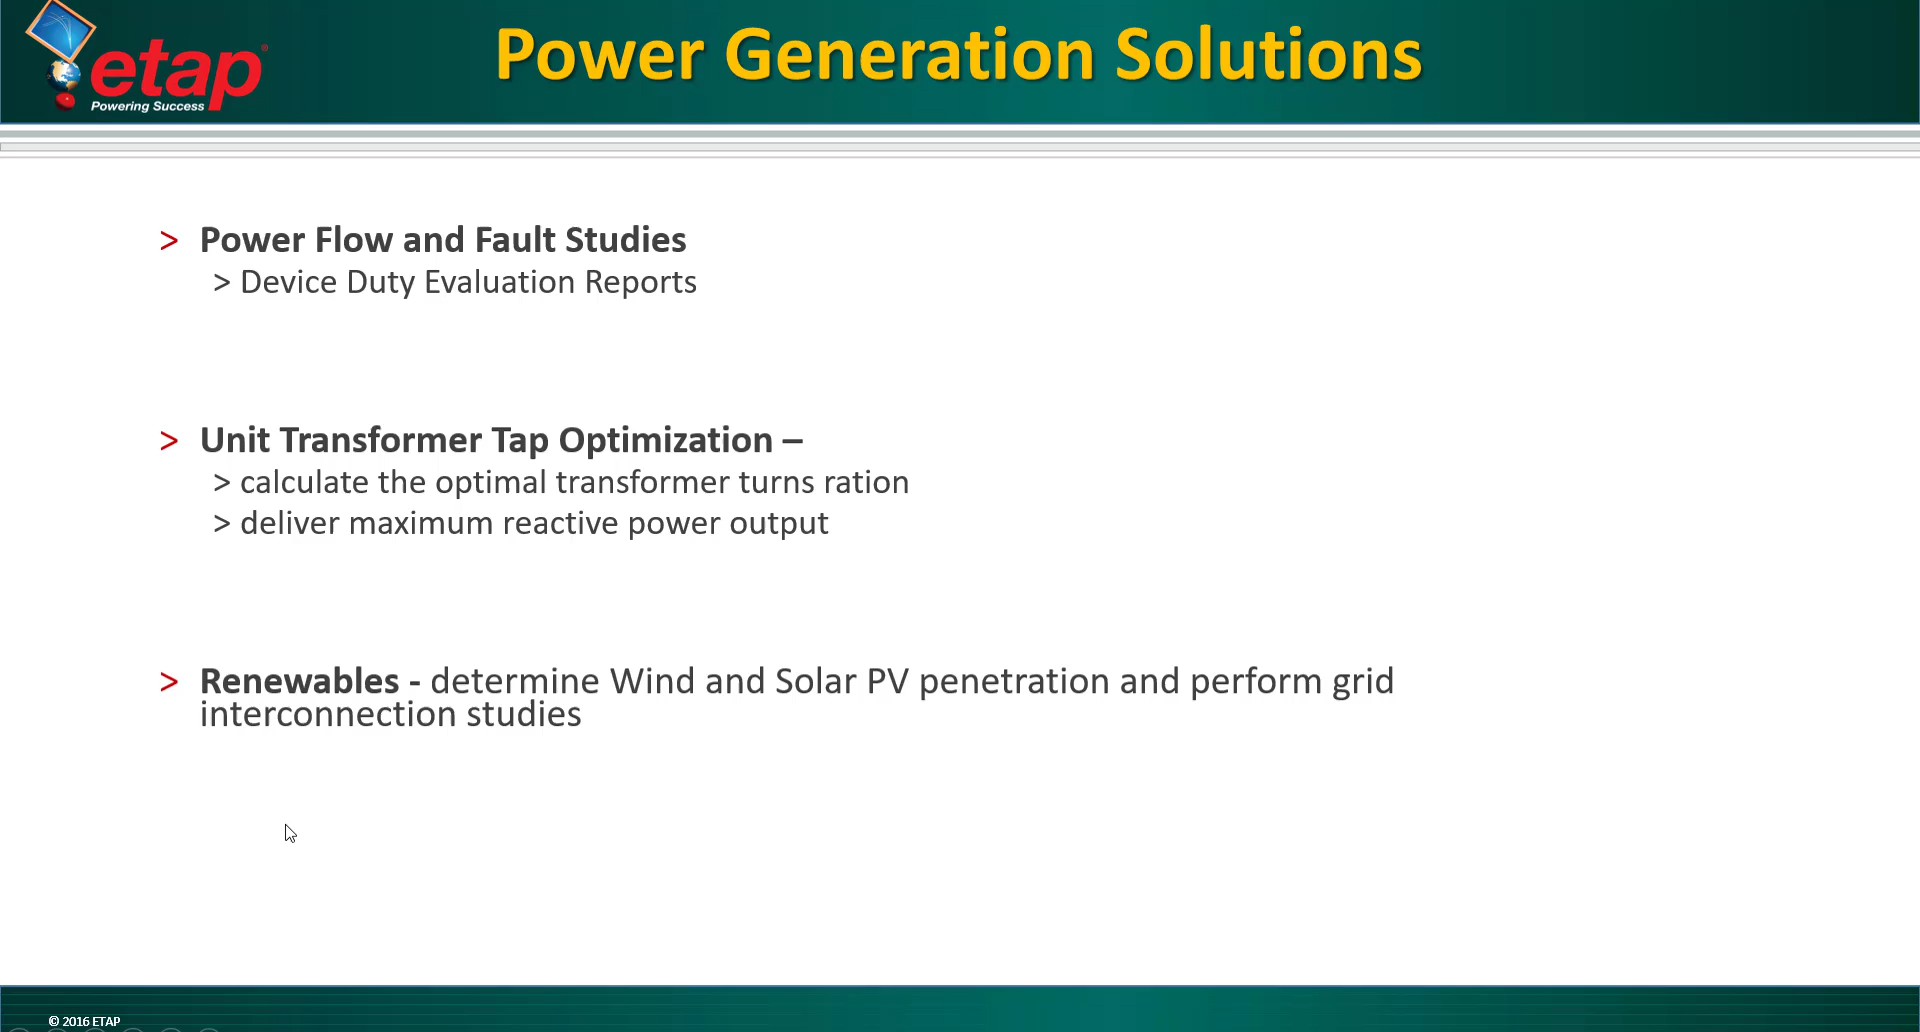 etap®
Powering Success
Power Generation Solutions
> Power Flow and Fault Studies
> Device Duty Evaluation Reports
> Unit Transformer Tap Optimization –
> calculate the optimal transformer turns ration
> deliver maximum reactive power output
> Renewables - determine Wind and Solar PV penetration and perform grid
interconnection studies
© 2016 ETAP